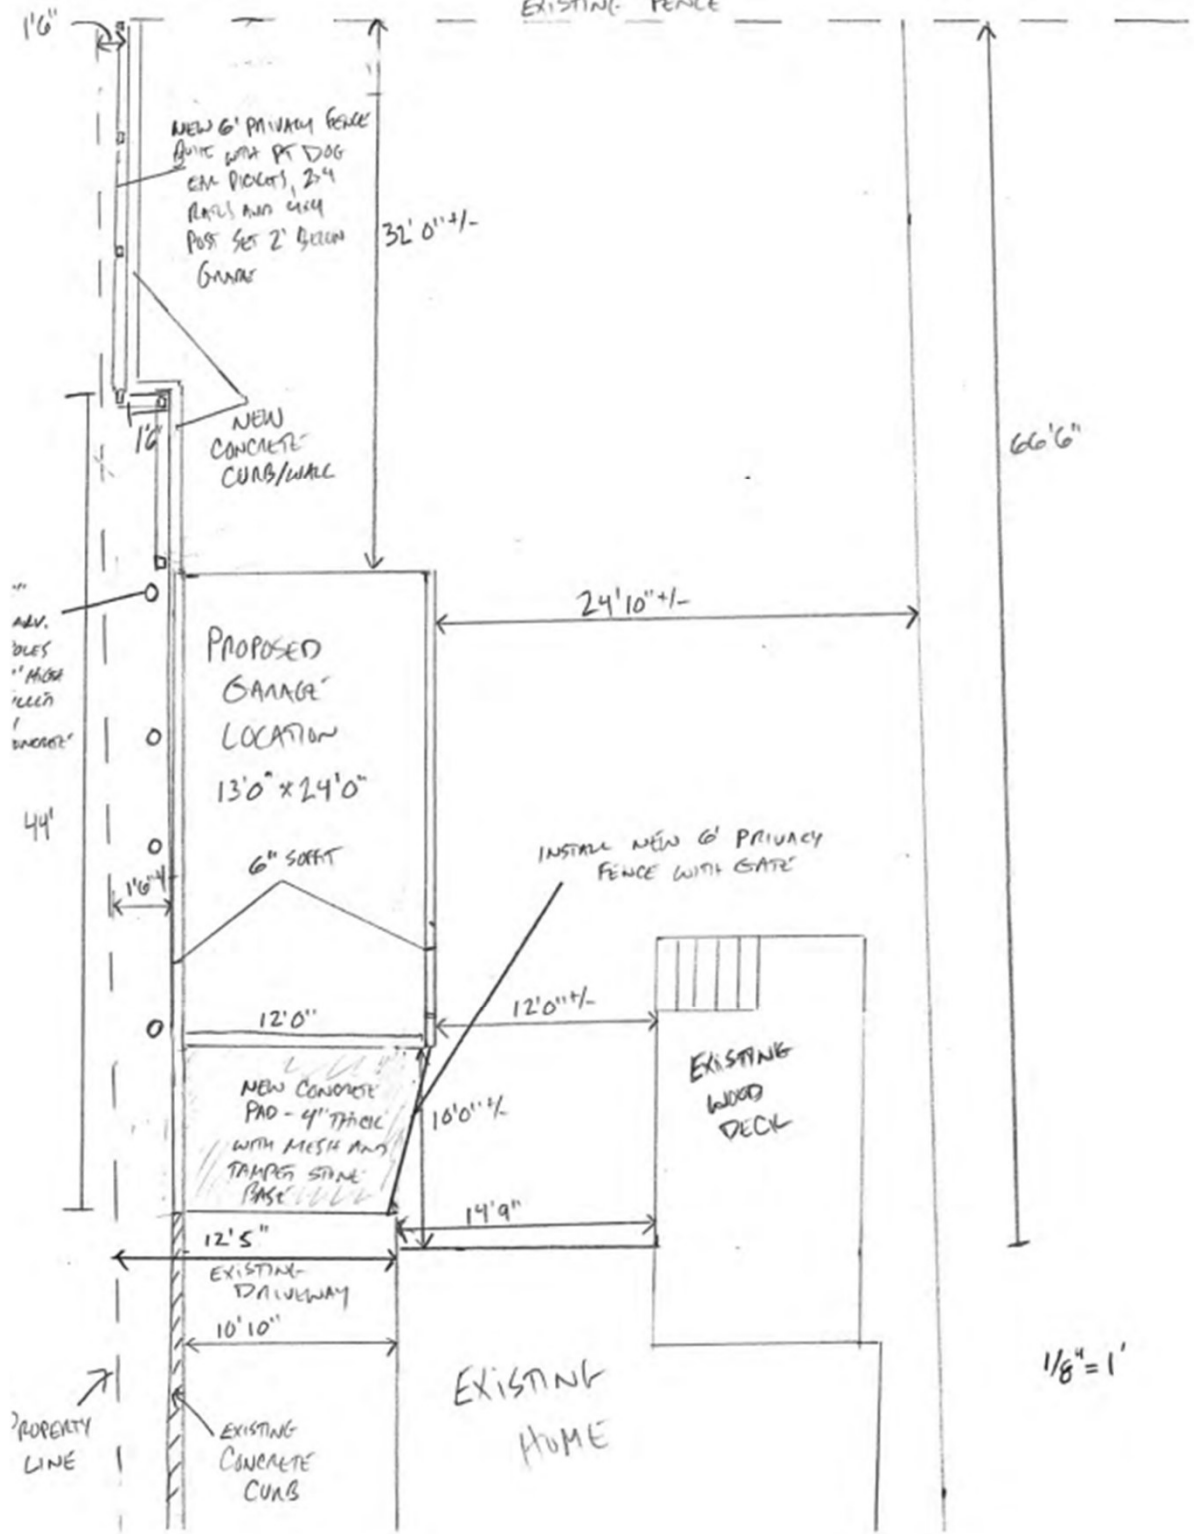 EXISTING FENCE
1'6"
NEW 6' PRIVACY FENCE
BUILT WITH PT DOG
EAR PICKETS, 2x4
RAILS AND 4x4
POST SET 2' BELOW
GRADE
32'0" +/-
66'6"
1'6"
NEW
CONCRETE
CURB/WALL
24'10" +/-
PROPOSED
GARAGE
LOCATION
13'0" x 24'0"
44'
6" SOFFIT
INSTALL NEW 6' PRIVACY
FENCE WITH GATE
1'6"
12'0"
12'0" +/-
EXISTING
WOOD
DECK
NEW CONCRETE
PAD - 4" THICK
WITH MESH AND
TAMPED STONE
BASE
10'0" +/-
14'9"
12'5"
EXISTING
DRIVEWAY
10'10"
1/8" = 1'
EXISTING
HOME
PROPERTY
LINE
EXISTING
CONCRETE
CURB